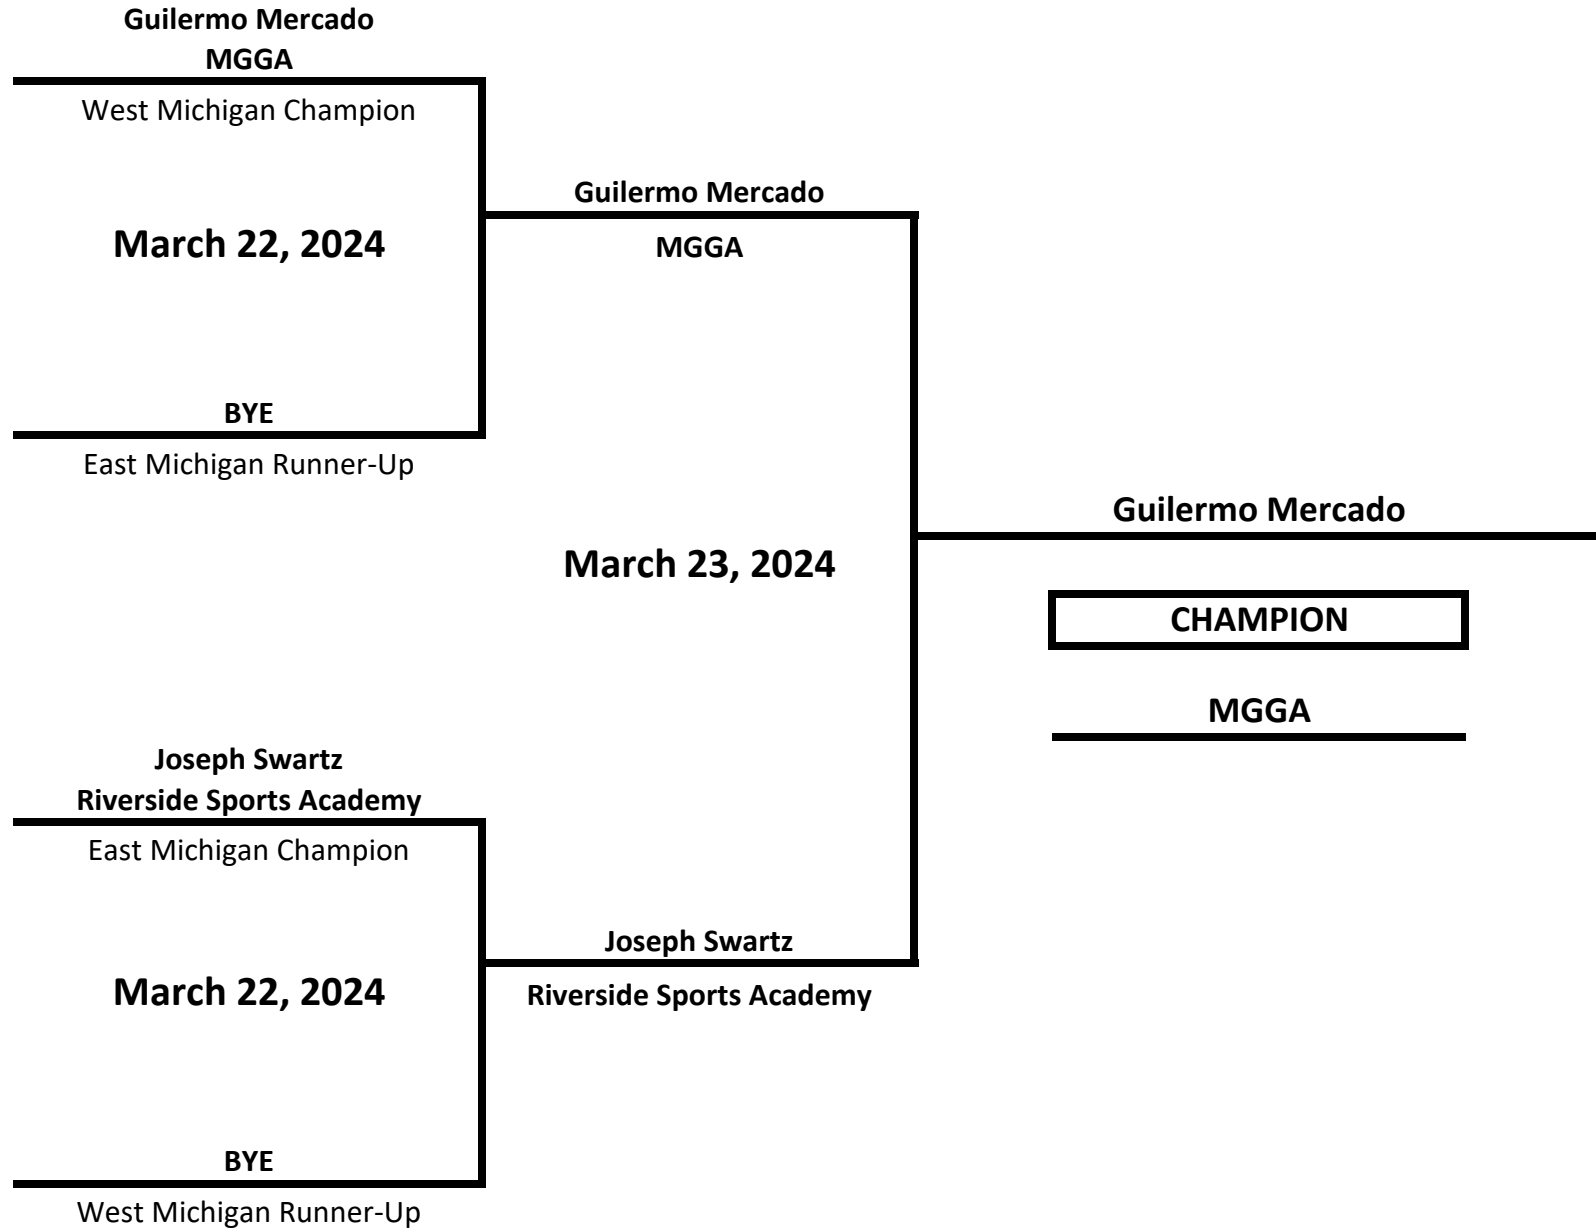 Guilermo Mercado
MGGA
West Michigan Champion
March 22, 2024
BYE
East Michigan Runner-Up
Guilermo Mercado
MGGA
March 23, 2024
Guilermo Mercado
CHAMPION
MGGA
Joseph Swartz
Riverside Sports Academy
East Michigan Champion
March 22, 2024
BYE
West Michigan Runner-Up
Joseph Swartz
Riverside Sports Academy